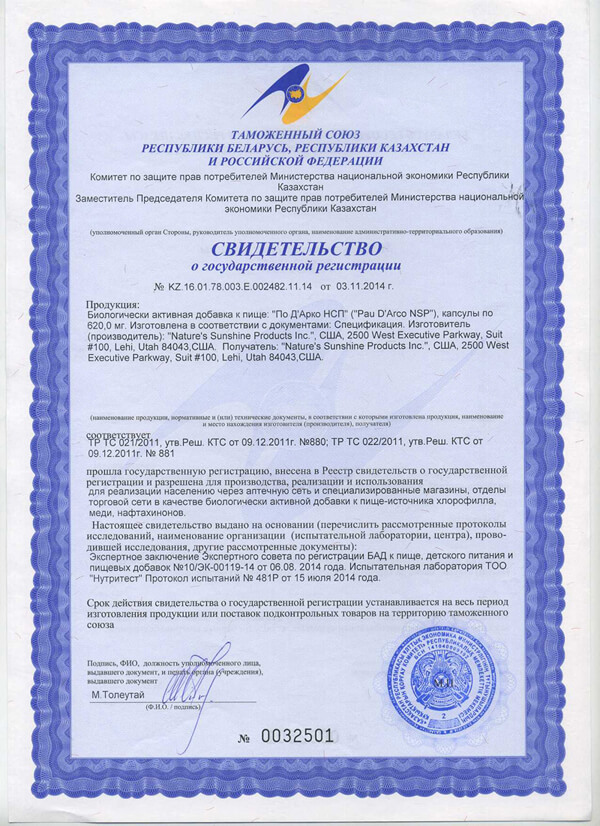 ТАМОЖЕННЫЙ СОЮЗ
РЕСПУБЛИКИ БЕЛАРУСЬ, РЕСПУБЛИКИ КАЗАХСТАН
И РОССИЙСКОЙ ФЕДЕРАЦИИ
Комитет по защите прав потребителей Министерства национальной экономики Республики
Казахстан
Заместитель Председателя Комитета по защите прав потребителей Министерства национальной
экономики Республики Казахстан
(уполномоченный орган Стороны, руководитель уполномоченного органа, наименование административно-территориального образования)
СВИДЕТЕЛЬСТВО
о государственной регистрации
№ KZ.16.01.78.003.E.002482.11.14 от 03.11.2014 г.
Продукция:
Биологически активная добавка к пище: "По Д'Арко НСП" ("Pau D'Arco NSP"), капсулы по
620,0 мг. Изготовлена в соответствии с документами: Спецификация. Изготовитель
(производитель): "Nature's Sunshine Products Inc.", США, 2500 West Executive Parkway, Suit
#100, Lehi, Utah 84043,США. Получатель: "Nature's Sunshine Products Inc.", США, 2500 West
Executive Parkway, Suit #100, Lehi, Utah 84043,США.
(наименование продукции, нормативные и (или) технические документы, в соответствии с которыми изготовлена продукция, наименование
и место нахождения изготовителя (производителя), получателя)
соответствует
ТР ТС 021/2011, утв.Реш. КТС от 09.12.2011г. №880; ТР ТС 022/2011, утв.Реш. КТС от
09.12.2011г. № 881
прошла государственную регистрацию, внесена в Реестр свидетельств о государственной
регистрации и разрешена для производства, реализации и использования
для реализации населению через аптечную сеть и специализированные магазины, отделы
торговой сети в качестве биологически активной добавки к пище-источника хлорофилла,
меди, нафтахинонов.
Настоящее свидетельство выдано на основании (перечислить рассмотренные протоколы
исследований, наименование организации (испытательной лаборатории, центра), прово-
дившей исследования, другие рассмотренные документы):
Экспертное заключение Экспертного совета по регистрации БАД к пище, детского питания и
пищевых добавок №10/ЭК-00119-14 от 06.08. 2014 года. Испытательная лаборатория ТОО
"Нутритест" Протокол испытаний № 481Р от 15 июля 2014 года.
Срок действия свидетельства о государственной регистрации устанавливается на весь период
изготовления продукции или поставок подконтрольных товаров на территорию таможенного
союза
Подпись, ФИО, должность уполномоченного лица,
выдавшего документ, и печать органа (учреждения),
выдавшего документ
М.Толеутай
(Ф.И.О. / подпись)
М.П.
2
№ 0032501